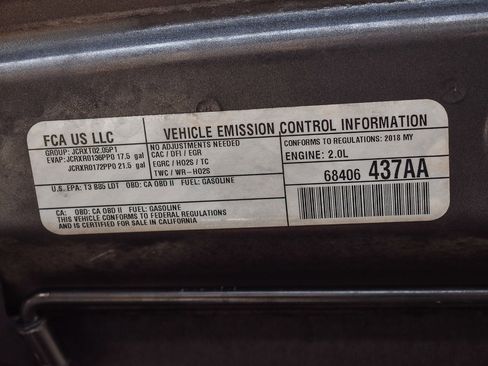 FCA US LLC
VEHICLE EMISSION CONTROL INFORMATION
GROUP: JCRXT02.05P1
EVAP: JCRXR0136PP0 17.5 gal
JCRXR0172PP0 21.5 gal
NO ADJUSTMENTS NEEDED
CAC / DFI / EGR
EGRC / HO2S / TC
TWC / WR-HO2S
CONFORMS TO REGULATIONS: 2018 MY
ENGINE: 2.0L
68406 437AA
U.S. EPA: T3 B85 LDT OBD: CA OBD II FUEL: GASOLINE
CA: OBD: CA OBD II FUEL: GASOLINE
THIS VEHICLE CONFORMS TO FEDERAL REGULATIONS
AND IS CERTIFIED FOR SALE IN CALIFORNIA